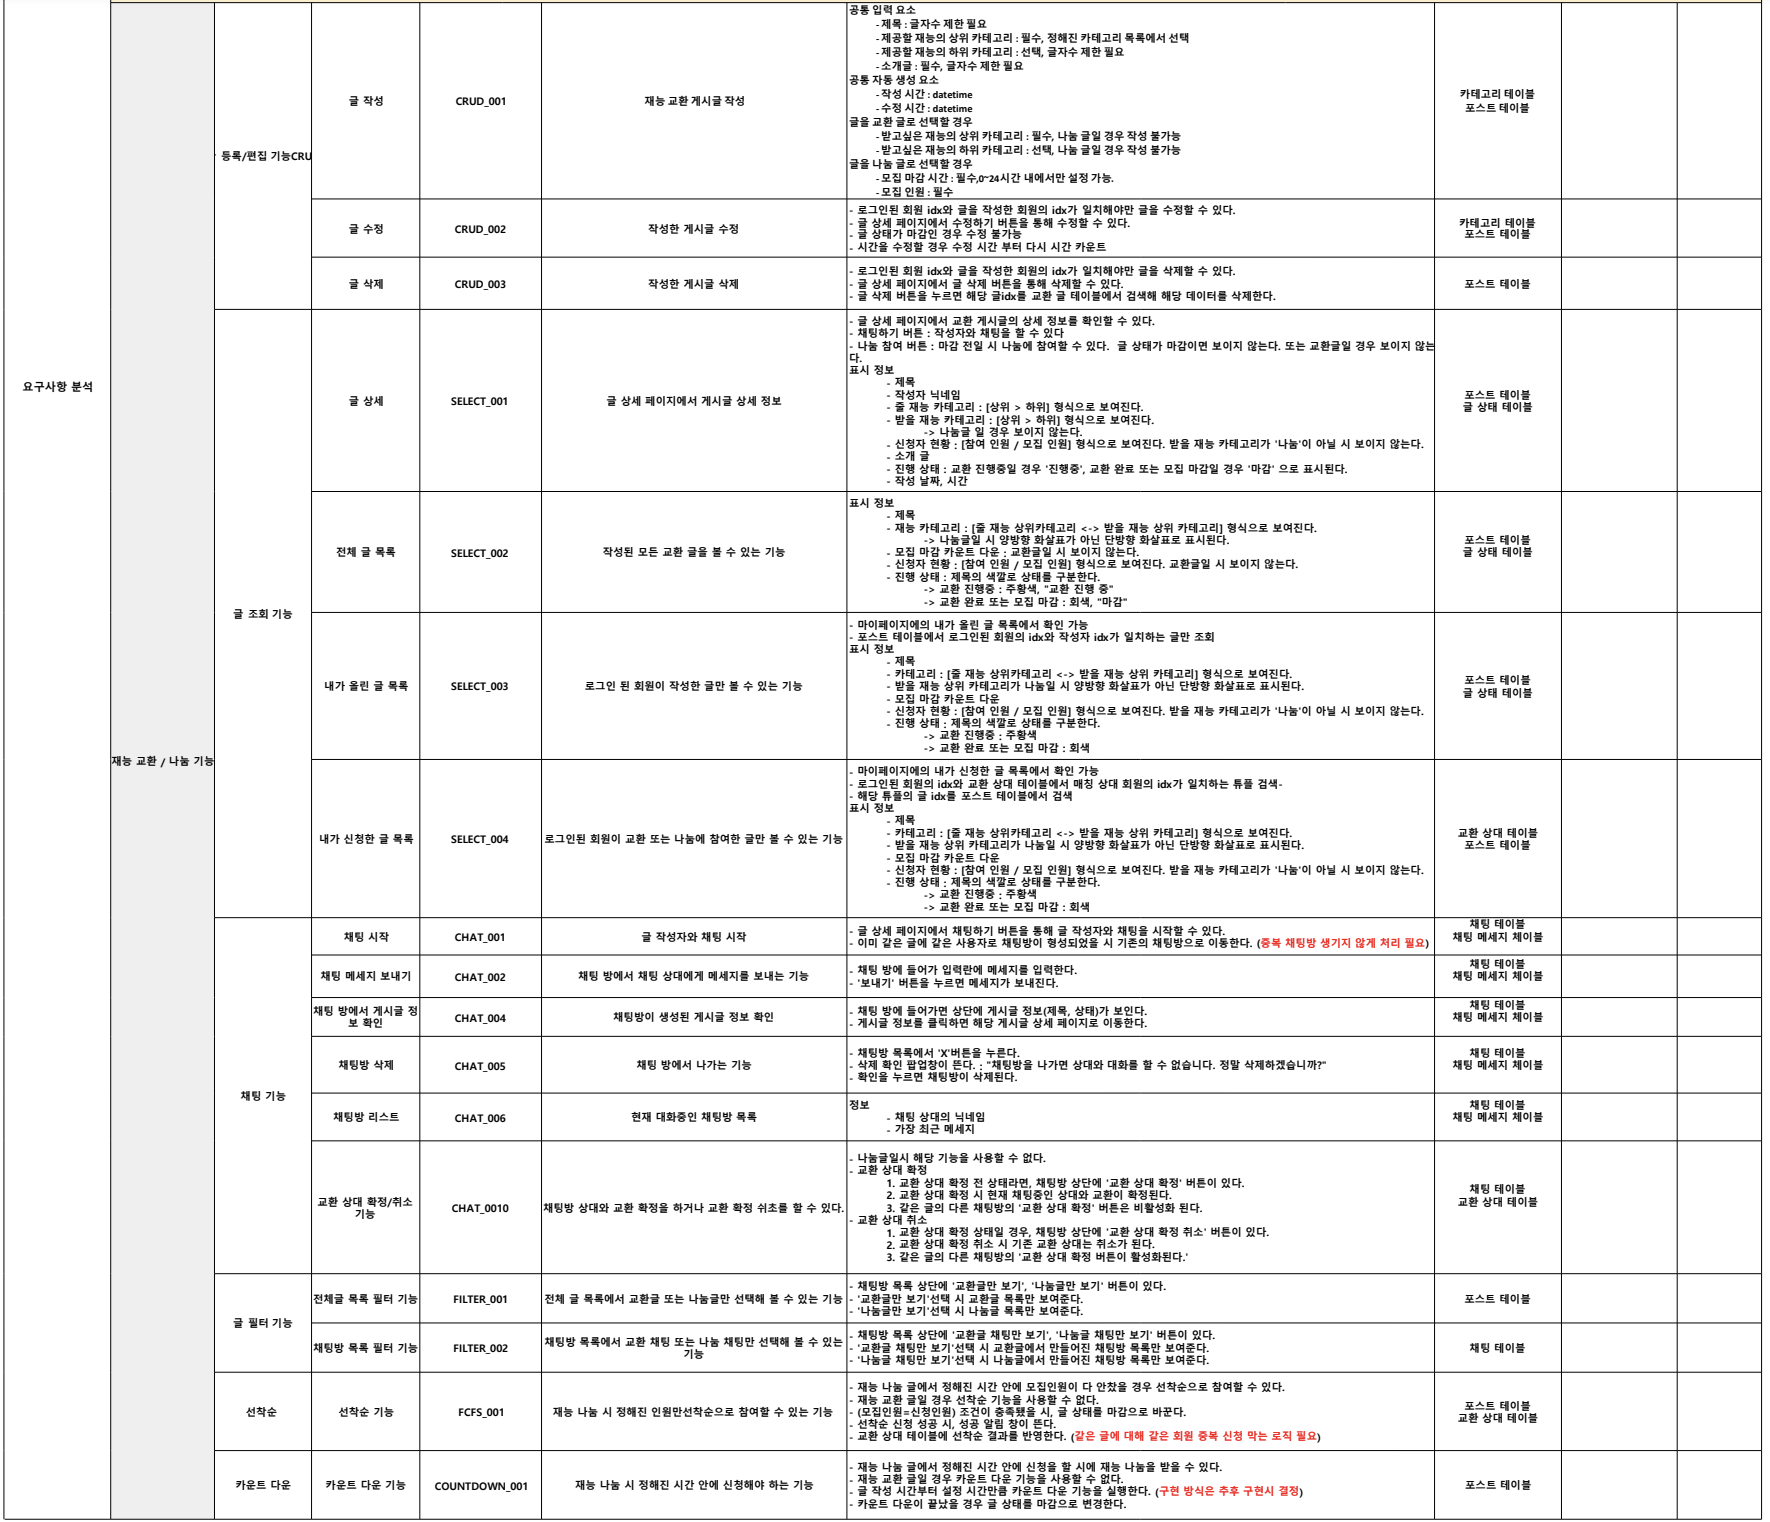 요구사항 분석
재능 교환 / 나눔 기능
등록/편집 기능CRU
글 작성
CRUD_001
재능 교환 게시글 작성
공통 입력 요소
- 제목 : 글자수 제한 필요
- 제공할 재능의 상위 카테고리 : 필수, 정해진 카테고리 목록에서 선택
- 제공할 재능의 하위 카테고리 : 선택, 글자수 제한 필요
- 소개글 : 필수, 글자수 제한 필요
공통 자동 생성 요소
- 작성 시간 : datetime
- 수정 시간 : datetime
글을 교환 글로 선택할 경우
- 받고싶은 재능의 상위 카테고리 : 필수, 나눔 글일 경우 작성 불가능
- 받고싶은 재능의 하위 카테고리 : 선택, 나눔 글일 경우 작성 불가능
글을 나눔 글로 선택할 경우
- 모집 마감 시간 : 필수,0~24시간 내에서만 설정 가능.
- 모집 인원 : 필수
카테고리 테이블
포스트 테이블
글 수정
CRUD_002
작성한 게시글 수정
- 로그인된 회원 idx와 글을 작성한 회원의 idx가 일치해야만 글을 수정할 수 있다.
- 글 상세 페이지에서 수정하기 버튼을 통해 수정할 수 있다.
- 글 상태가 마감인 경우 수정 불가능
- 시간을 수정할 경우 수정 시간 부터 다시 시간 카운트
카테고리 테이블
포스트 테이블
글 삭제
CRUD_003
작성한 게시글 삭제
- 로그인된 회원 idx와 글을 작성한 회원의 idx가 일치해야만 글을 삭제할 수 있다.
- 글 상세 페이지에서 글 삭제 버튼을 통해 삭제할 수 있다.
- 글 삭제 버튼을 누르면 해당 글idx를 교환 글 테이블에서 검색해 해당 데이터를 삭제한다.
포스트 테이블
글 조회 기능
글 상세
SELECT_001
글 상세 페이지에서 게시글 상세 정보
- 글 상세 페이지에서 교환 게시글의 상세 정보를 확인할 수 있다.
- 채팅하기 버튼 : 작성자와 채팅을 할 수 있다
- 나눔 참여 버튼 : 마감 전일 시 나눔에 참여할 수 있다.  글 상태가 마감이면 보이지 않는다. 또는 교환글일 경우 보이지 않는
다.
표시 정보
- 제목
- 작성자 닉네임
- 줄 재능 카테고리 : [상위 > 하위] 형식으로 보여진다.
- 받을 재능 카테고리 : [상위 > 하위] 형식으로 보여진다.
-> 나눔글 일 경우 보이지 않는다.
- 신청자 현황 : [참여 인원 / 모집 인원] 형식으로 보여진다. 받을 재능 카테고리가 '나눔'이 아닐 시 보이지 않는다.
- 소개 글
- 진행 상태 : 교환 진행중일 경우 '진행중', 교환 완료 또는 모집 마감일 경우 '마감' 으로 표시된다.
- 작성 날짜, 시간
포스트 테이블
글 상태 테이블
전체 글 목록
SELECT_002
작성된 모든 교환 글을 볼 수 있는 기능
표시 정보
- 제목
- 재능 카테고리 : [줄 재능 상위카테고리 <-> 받을 재능 상위 카테고리] 형식으로 보여진다.
-> 나눔글일 시 양방향 화살표가 아닌 단방향 화살표로 표시된다.
- 모집 마감 카운트 다운 : 교환글일 시 보이지 않는다.
- 신청자 현황 : [참여 인원 / 모집 인원] 형식으로 보여진다. 교환글일 시 보이지 않는다.
- 진행 상태 : 제목의 색깔로 상태를 구분한다.
-> 교환 진행중 : 주황색, "교환 진행 중"
-> 교환 완료 또는 모집 마감 : 회색, "마감"
포스트 테이블
글 상태 테이블
내가 올린 글 목록
SELECT_003
로그인 된 회원이 작성한 글만 볼 수 있는 기능
- 마이페이지에의 내가 올린 글 목록에서 확인 가능
- 포스트 테이블에서 로그인된 회원의 idx와 작성자 idx가 일치하는 글만 조회
표시 정보
- 제목
- 카테고리 : [줄 재능 상위카테고리 <-> 받을 재능 상위 카테고리] 형식으로 보여진다.
- 받을 재능 상위 카테고리가 나눔일 시 양방향 화살표가 아닌 단방향 화살표로 표시된다.
- 모집 마감 카운트 다운
- 신청자 현황 : [참여 인원 / 모집 인원] 형식으로 보여진다. 받을 재능 카테고리가 '나눔'이 아닐 시 보이지 않는다.
- 진행 상태 : 제목의 색깔로 상태를 구분한다.
-> 교환 진행중 : 주황색
-> 교환 완료 또는 모집 마감 : 회색
포스트 테이블
글 상태 테이블
내가 신청한 글 목록
SELECT_004
로그인된 회원이 교환 또는 나눔에 참여한 글만 볼 수 있는 기능
- 마이페이지에의 내가 신청한 글 목록에서 확인 가능
- 로그인된 회원의 idx와 교환 상대 테이블에서 매칭 상대 회원의 idx가 일치하는 튜플 검색-
- 해당 튜플의 글 idx를 포스트 테이블에서 검색
표시 정보
- 제목
- 카테고리 : [줄 재능 상위카테고리 <-> 받을 재능 상위 카테고리] 형식으로 보여진다.
- 받을 재능 상위 카테고리가 나눔일 시 양방향 화살표가 아닌 단방향 화살표로 표시된다.
- 모집 마감 카운트 다운
- 신청자 현황 : [참여 인원 / 모집 인원] 형식으로 보여진다. 받을 재능 카테고리가 '나눔'이 아닐 시 보이지 않는다.
- 진행 상태 : 제목의 색깔로 상태를 구분한다.
-> 교환 진행중 : 주황색
-> 교환 완료 또는 모집 마감 : 회색
교환 상대 테이블
포스트 테이블
채팅 기능
채팅 시작
CHAT_001
글 작성자와 채팅 시작
- 글 상세 페이지에서 채팅하기 버튼을 통해 글 작성자와 채팅을 시작할 수 있다.
- 이미 같은 글에 같은 사용자로 채팅방이 형성되었을 시 기존의 채팅방으로 이동한다. (중복 채팅방 생기지 않게 처리 필요)
채팅 테이블
채팅 메세지 체이블
채팅 메세지 보내기
CHAT_002
채팅 방에서 채팅 상대에게 메세지를 보내는 기능
- 채팅 방에 들어가 입력란에 메세지를 입력한다.
- '보내기' 버튼을 누르면 메세지가 보내진다.
채팅 테이블
채팅 메세지 체이블
채팅 방에서 게시글 정
보 확인
CHAT_004
채팅방이 생성된 게시글 정보 확인
- 채팅 방에 들어가면 상단에 게시글 정보(제목, 상태)가 보인다.
- 게시글 정보를 클릭하면 해당 게시글 상세 페이지로 이동한다.
채팅 테이블
채팅 메세지 체이블
채팅방 삭제
CHAT_005
채팅 방에서 나가는 기능
- 채팅방 목록에서 'X'버튼을 누른다.
- 삭제 확인 팝업창이 뜬다. : "채팅방을 나가면 상대와 대화를 할 수 없습니다. 정말 삭제하겠습니까?"
- 확인을 누르면 채팅방이 삭제된다.
채팅 테이블
채팅 메세지 체이블
채팅방 리스트
CHAT_006
현재 대화중인 채팅방 목록
정보
- 채팅 상대의 닉네임
- 가장 최근 메세지
채팅 테이블
채팅 메세지 체이블
교환 상대 확정/취소
기능
CHAT_0010
채팅방 상대와 교환 확정을 하거나 교환 확정 쉬초를 할 수 있다.
- 나눔글일시 해당 기능을 사용할 수 없다.
- 교환 상대 확정
1. 교환 상대 확정 전 상태라면, 채팅방 상단에 '교환 상대 확정' 버튼이 있다.
2. 교환 상대 확정 시 현재 채팅중인 상대와 교환이 확정된다.
3. 같은 글의 다른 채팅방의 '교환 상대 확정' 버튼은 비활성화 된다.
- 교환 상대 취소
1. 교환 상대 확정 상태일 경우, 채팅방 상단에 '교환 상대 확정 취소' 버튼이 있다.
2. 교환 상대 확정 취소 시 기존 교환 상대는 취소가 된다.
3. 같은 글의 다른 채팅방의 '교환 상대 확정 버튼이 활성화된다.'
채팅 테이블
교환 상대 테이블
글 필터 기능
전체글 목록 필터 기능
FILTER_001
전체 글 목록에서 교환글 또는 나눔글만 선택해 볼 수 있는 기능
- 채팅방 목록 상단에 '교환글만 보기', '나눔글만 보기' 버튼이 있다.
- '교환글만 보기'선택 시 교환글 목록만 보여준다.
- '나눔글만 보기'선택 시 나눔글 목록만 보여준다.
포스트 테이블
채팅방 목록 필터 기능
FILTER_002
채팅방 목록에서 교환 채팅 또는 나눔 채팅만 선택해 볼 수 있는
기능
- 채팅방 목록 상단에 '교환글 채팅만 보기', '나눔글 채팅만 보기' 버튼이 있다.
- '교환글 채팅만 보기'선택 시 교환글에서 만들어진 채팅방 목록만 보여준다.
- '나눔글 채팅만 보기'선택 시 나눔글에서 만들어진 채팅방 목록만 보여준다.
채팅 테이블
선착순
선착순 기능
FCFS_001
재능 나눔 시 정해진 인원만선착순으로 참여할 수 있는 기능
- 재능 나눔 글에서 정해진 시간 안에 모집인원이 다 안찼을 경우 선착순으로 참여할 수 있다.
- 재능 교환 글일 경우 선착순 기능을 사용할 수 없다.
- (모집인원=신청인원) 조건이 충족됐을 시, 글 상태를 마감으로 바꾼다.
- 선착순 신청 성공 시, 성공 알림 창이 뜬다.
- 교환 상대 테이블에 선착순 결과를 반영한다. (같은 글에 대해 같은 회원 중복 신청 막는 로직 필요)
포스트 테이블
교환 상대 테이블
카운트 다운
카운트 다운 기능
COUNTDOWN_001
재능 나눔 시 정해진 시간 안에 신청해야 하는 기능
- 재능 나눔 글에서 정해진 시간 안에 신청을 할 시에 재능 나눔을 받을 수 있다.
- 재능 교환 글일 경우 카운트 다운 기능을 사용할 수 없다.
- 글 작성 시간부터 설정 시간만큼 카운트 다운 기능을 실행한다. (구현 방식은 추후 구현시 결정)
- 카운트 다운이 끝났을 경우 글 상태를 마감으로 변경한다.
포스트 테이블